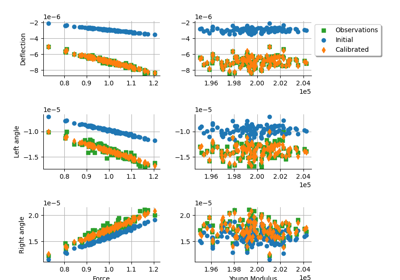 1e−6
1e−6
−2
−4
−6
−8
Deflection
−2
−4
−6
−8
0.8 0.9 1.0 1.1 1.2
1.96 1.98 2.00 2.02 2.04
1e5
Observations
Initial
Calibrated
1e−5
1e−5
−1.0
−1.5
Left angle
−1.0
−1.5
0.8 0.9 1.0 1.1 1.2
1.96 1.98 2.00 2.02 2.04
1e5
1e−5
1e−5
2.0
1.5
Right angle
2.0
1.5
0.8 0.9 1.0 1.1 1.2
1.96 1.98 2.00 2.02 2.04
1e5
Force
Young Modulus